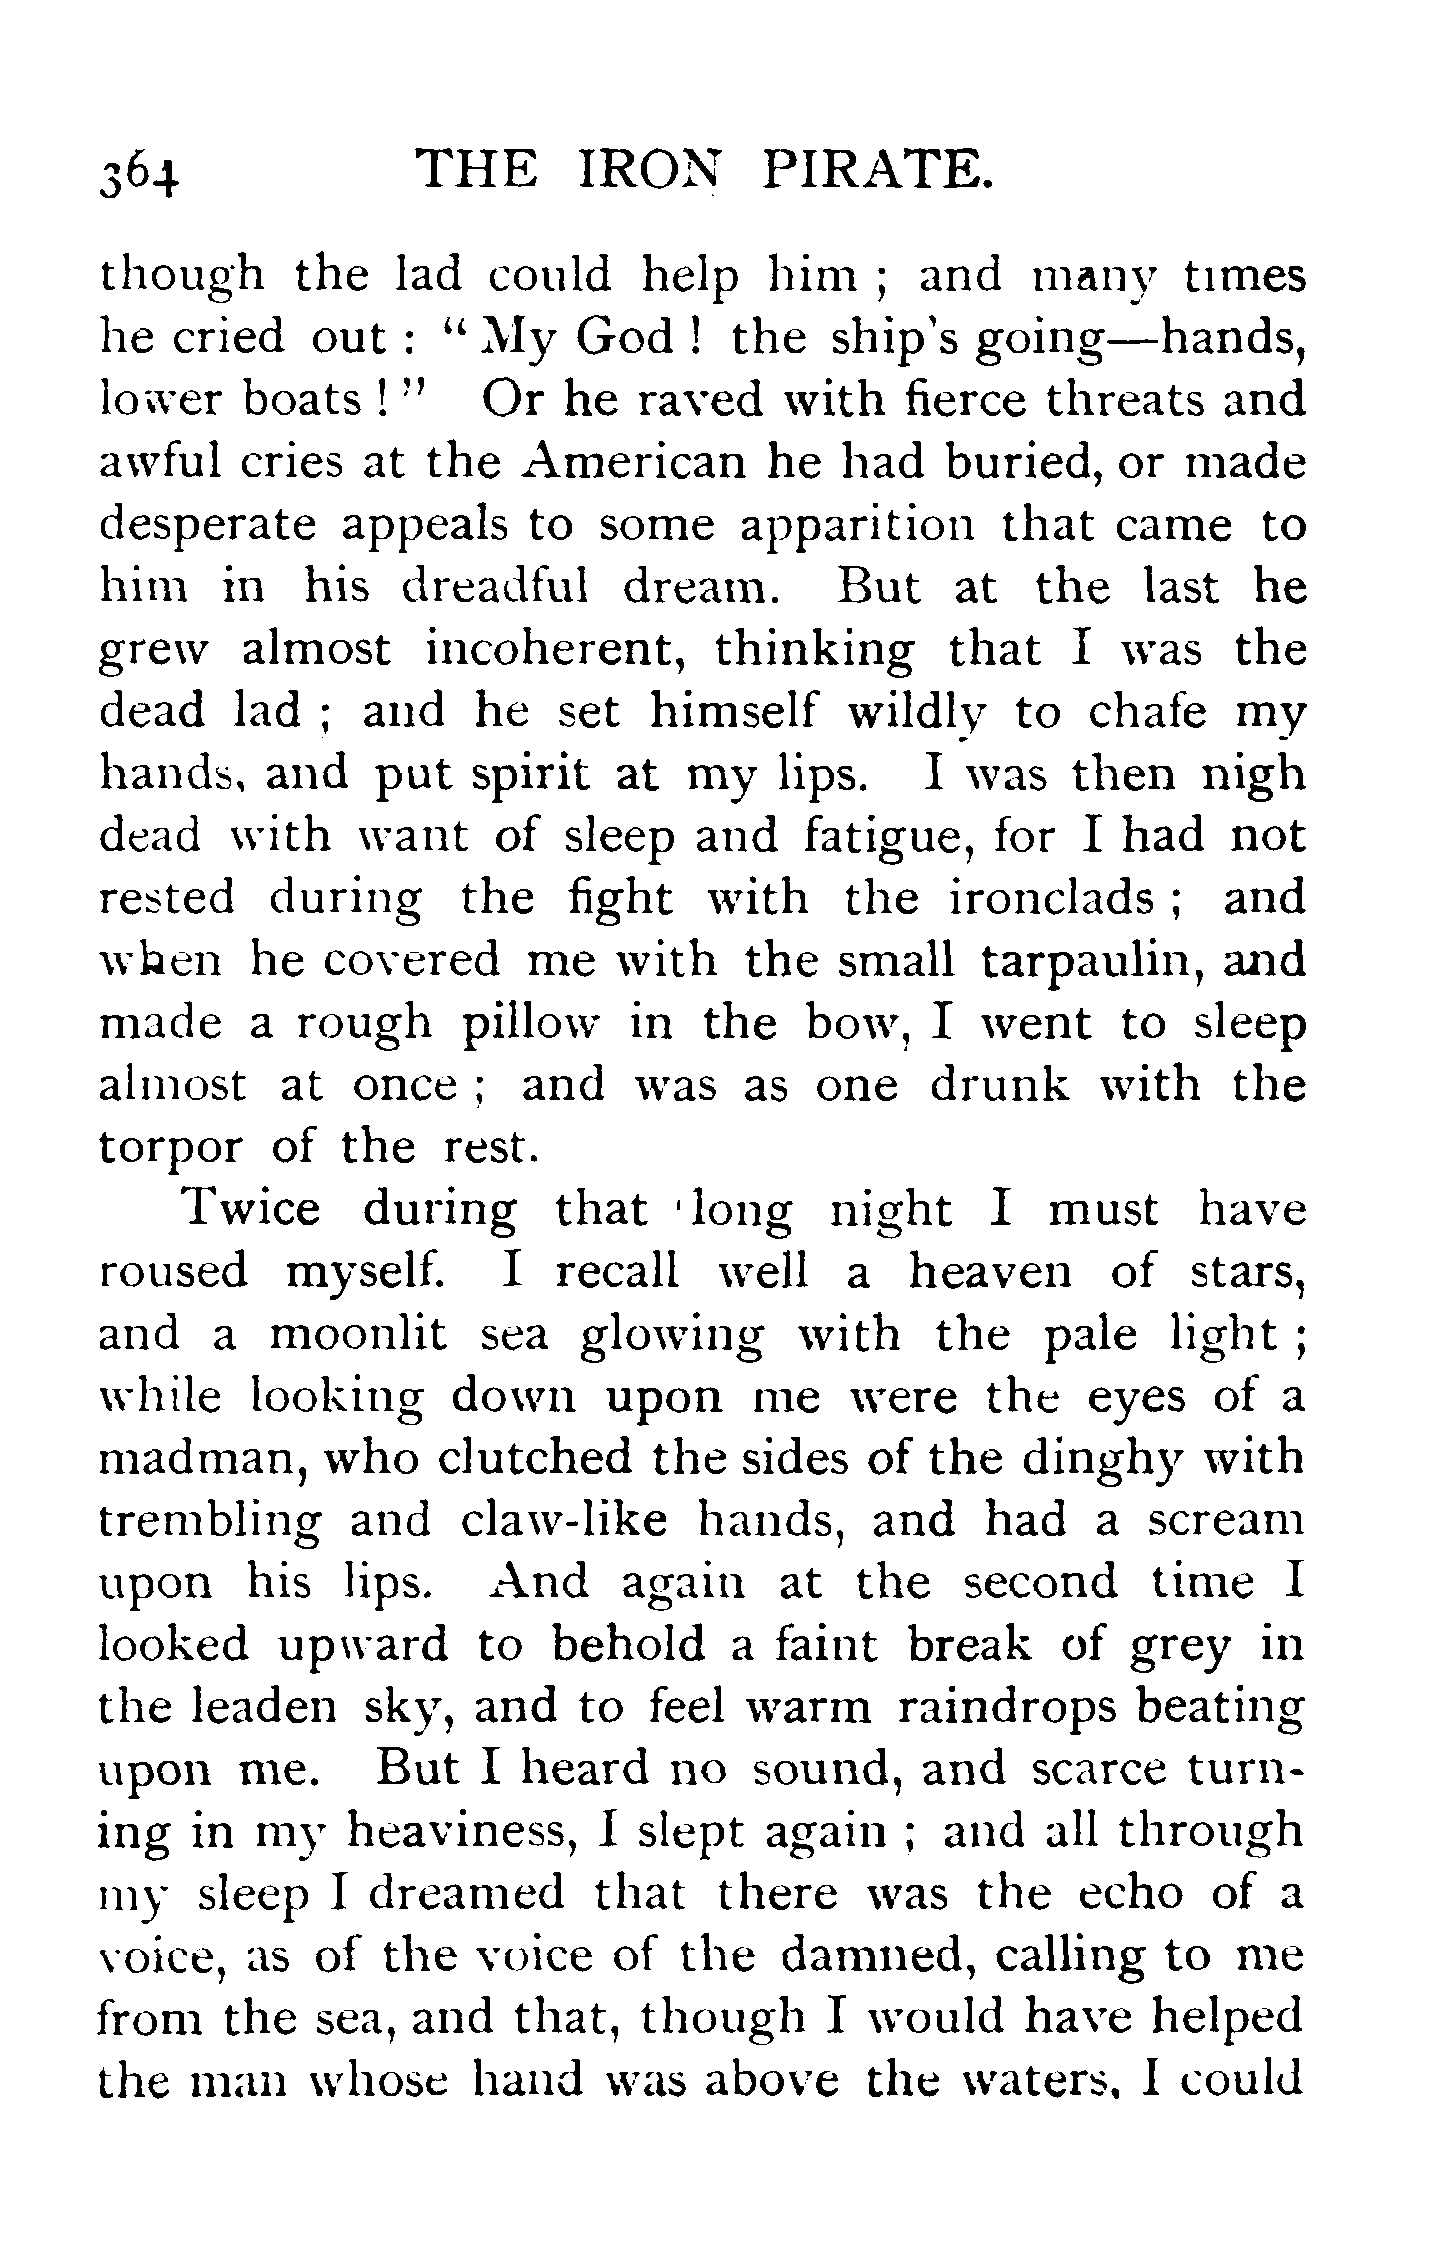 364 THE IRON PIRATE.
though the lad could help him ; and many times
he cried out : “ My God ! the ship's going—hands,
lower boats ! ” Or he raved with fierce threats and
awful cries at the American he had buried, or made
desperate appeals to some apparition that came to
him in his dreadful dream. But at the last he
grew almost incoherent, thinking that I was the
dead lad ; and he set himself wildly to chafe my
hands, and put spirit at my lips. I was then nigh
dead with want of sleep and fatigue, for I had not
rested during the fight with the ironclads ; and
when he covered me with the small tarpaulin, and
made a rough pillow in the bow, I went to sleep
almost at once ; and was as one drunk with the
torpor of the rest.
Twice during that long night I must have
roused myself. I recall well a heaven of stars,
and a moonlit sea glowing with the pale light ;
while looking down upon me were the eyes of a
madman, who clutched the sides of the dinghy with
trembling and claw-like hands, and had a scream
upon his lips. And again at the second time I
looked upward to behold a faint break of grey in
the leaden sky, and to feel warm raindrops beating
upon me. But I heard no sound, and scarce turn-
ing in my heaviness, I slept again ; and all through
my sleep I dreamed that there was the echo of a
voice, as of the voice of the damned, calling to me
from the sea, and that, though I would have helped
the man whose hand was above the waters, I could